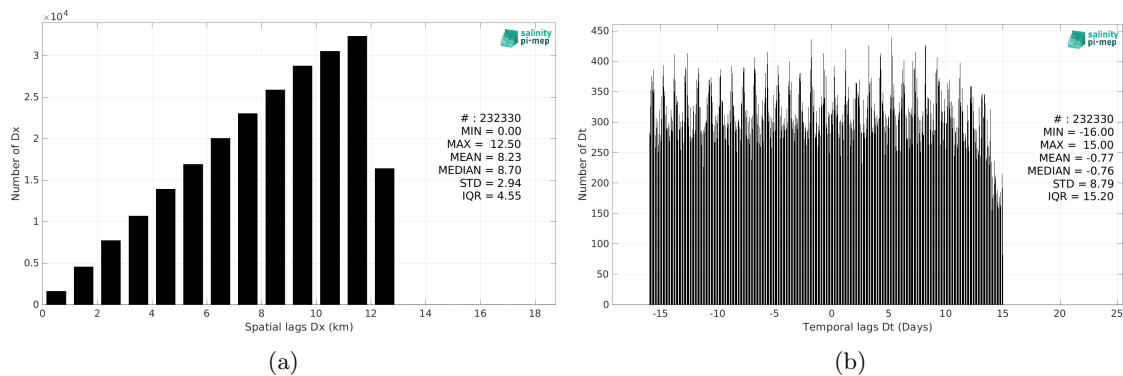 ×10⁴
3
2.5
2
1.5
1
0.5
0
Number of Dx
0 2 4 6 8 10 12 14 16 18
Spatial lags Dx (km)
salinity
pi-mep
# : 232330
MIN = 0.00
MAX = 12.50
MEAN = 8.23
MEDIAN = 8.70
STD = 2.94
IQR = 4.55
(a)
450
400
350
300
250
200
150
100
50
0
Number of Dt
-15 -10 -5 0 5 10 15 20 25
Temporal lags Dt (Days)
salinity
pi-mep
# : 232330
MIN = -16.00
MAX = 15.00
MEAN = -0.77
MEDIAN = -0.76
STD = 8.79
IQR = 15.20
(b)